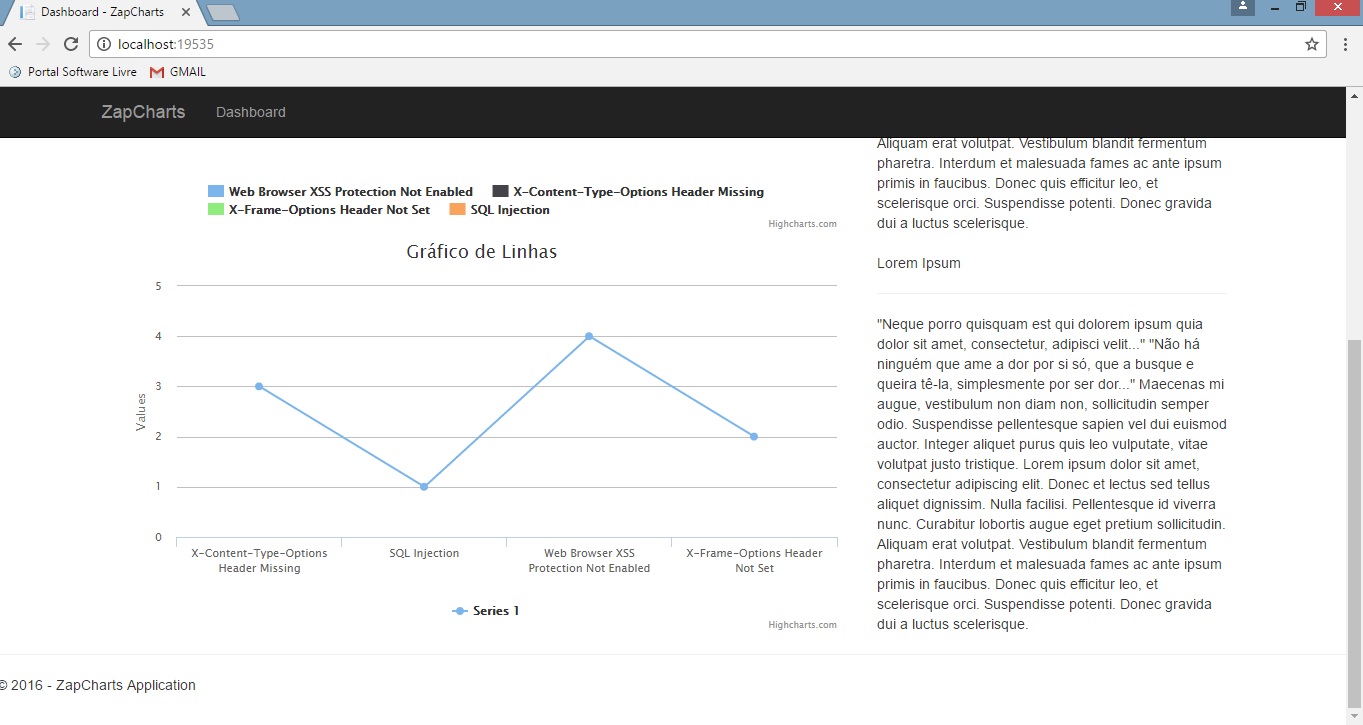 Dashboard - ZapCharts
localhost:19535
Portal Software Livre
GMAIL
ZapCharts
Dashboard
Web Browser XSS Protection Not Enabled
X-Content-Type-Options Header Missing
X-Frame-Options Header Not Set
SQL Injection
Highcharts.com
Gráfico de Linhas
5
4
3
2
1
0
Values
X-Content-Type-Options
Header Missing
SQL Injection
Web Browser XSS
Protection Not Enabled
X-Frame-Options Header
Not Set
Series 1
Highcharts.com
Aliquam erat volutpat. Vestibulum blandit fermentum
pharetra. Interdum et malesuada fames ac ante ipsum
primis in faucibus. Donec quis efficitur leo, et
scelerisque orci. Suspendisse potenti. Donec gravida
dui a luctus scelerisque.
Lorem Ipsum
"Neque porro quisquam est qui dolorem ipsum quia
dolor sit amet, consectetur, adipisci velit..." "Não há
ninguém que ame a dor por si só, que a busque e
queira tê-la, simplesmente por ser dor..." Maecenas mi
augue, vestibulum non diam non, sollicitudin semper
odio. Suspendisse pellentesque sapien vel dui euismod
auctor. Integer aliquet purus quis leo vulputate, vitae
volutpat justo tristique. Lorem ipsum dolor sit amet,
consectetur adipiscing elit. Donec et lectus sed tellus
aliquet dignissim. Nulla facilisi. Pellentesque id viverra
nunc. Curabitur lobortis augue eget pretium sollicitudin.
Aliquam erat volutpat. Vestibulum blandit fermentum
pharetra. Interdum et malesuada fames ac ante ipsum
primis in faucibus. Donec quis efficitur leo, et
scelerisque orci. Suspendisse potenti. Donec gravida
dui a luctus scelerisque.
© 2016 - ZapCharts Application